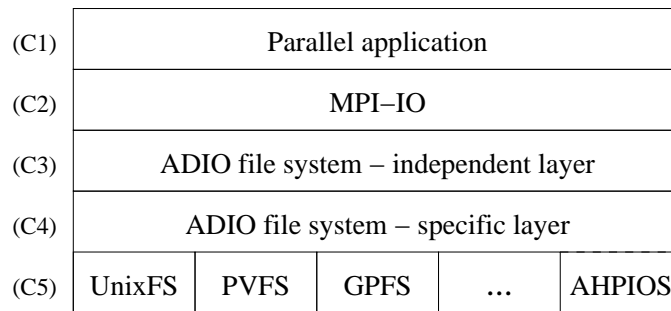 (C1) Parallel application
(C2) MPI–IO
(C3) ADIO file system – independent layer
(C4) ADIO file system – specific layer
(C5) UnixFS PVFS GPFS ... AHPIOS